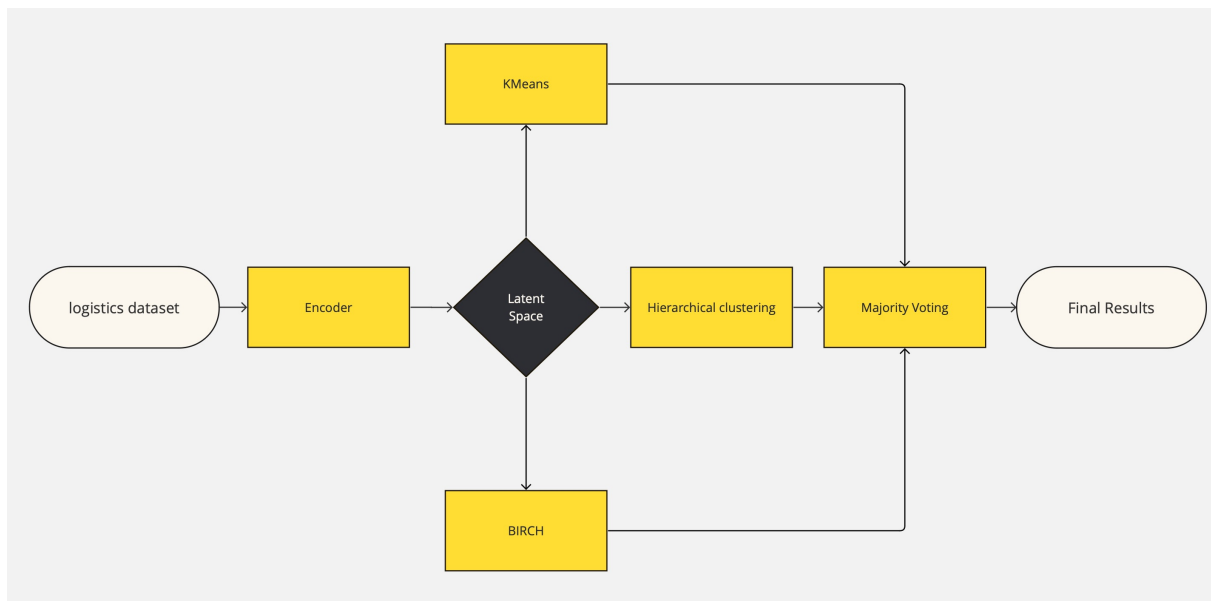 KMeans
logistics dataset
Encoder
Latent
Space
Hierarchical clustering
Majority Voting
Final Results
BIRCH